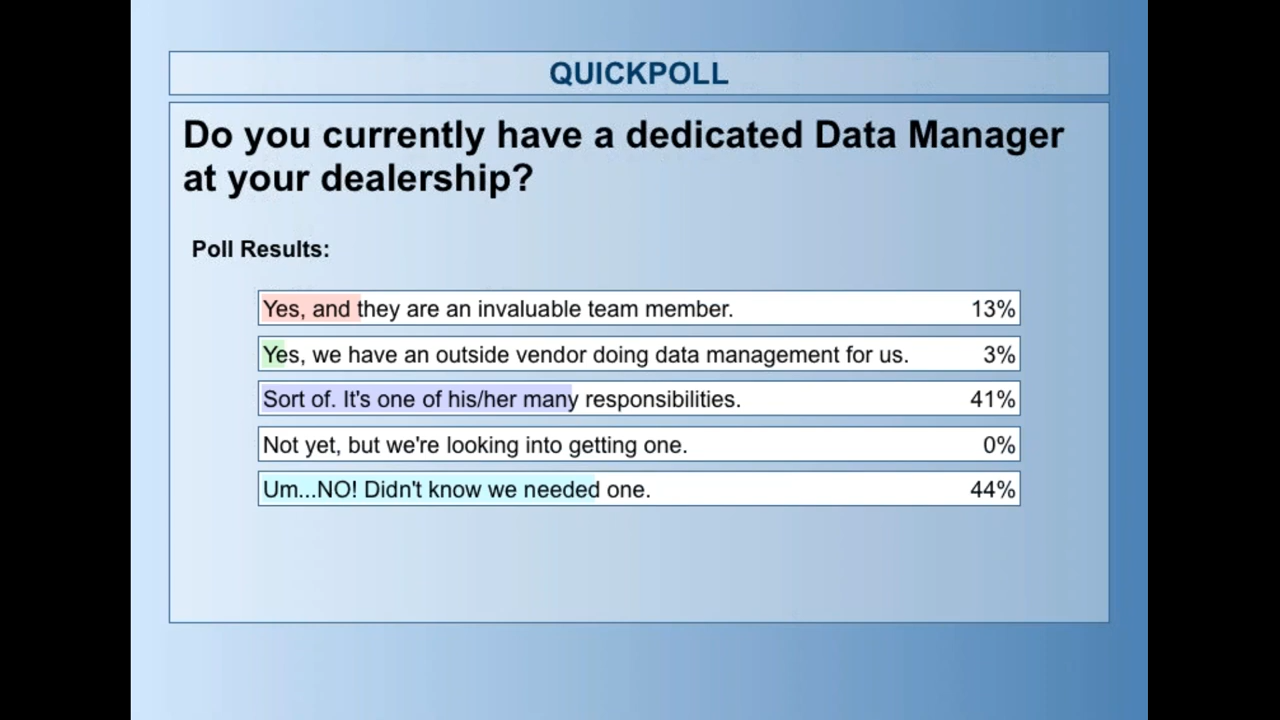 QUICKPOLL
Do you currently have a dedicated Data Manager
at your dealership?
Poll Results:
Yes, and they are an invaluable team member. 13%
Yes, we have an outside vendor doing data management for us. 3%
Sort of. It's one of his/her many responsibilities. 41%
Not yet, but we're looking into getting one. 0%
Um...NO! Didn't know we needed one. 44%